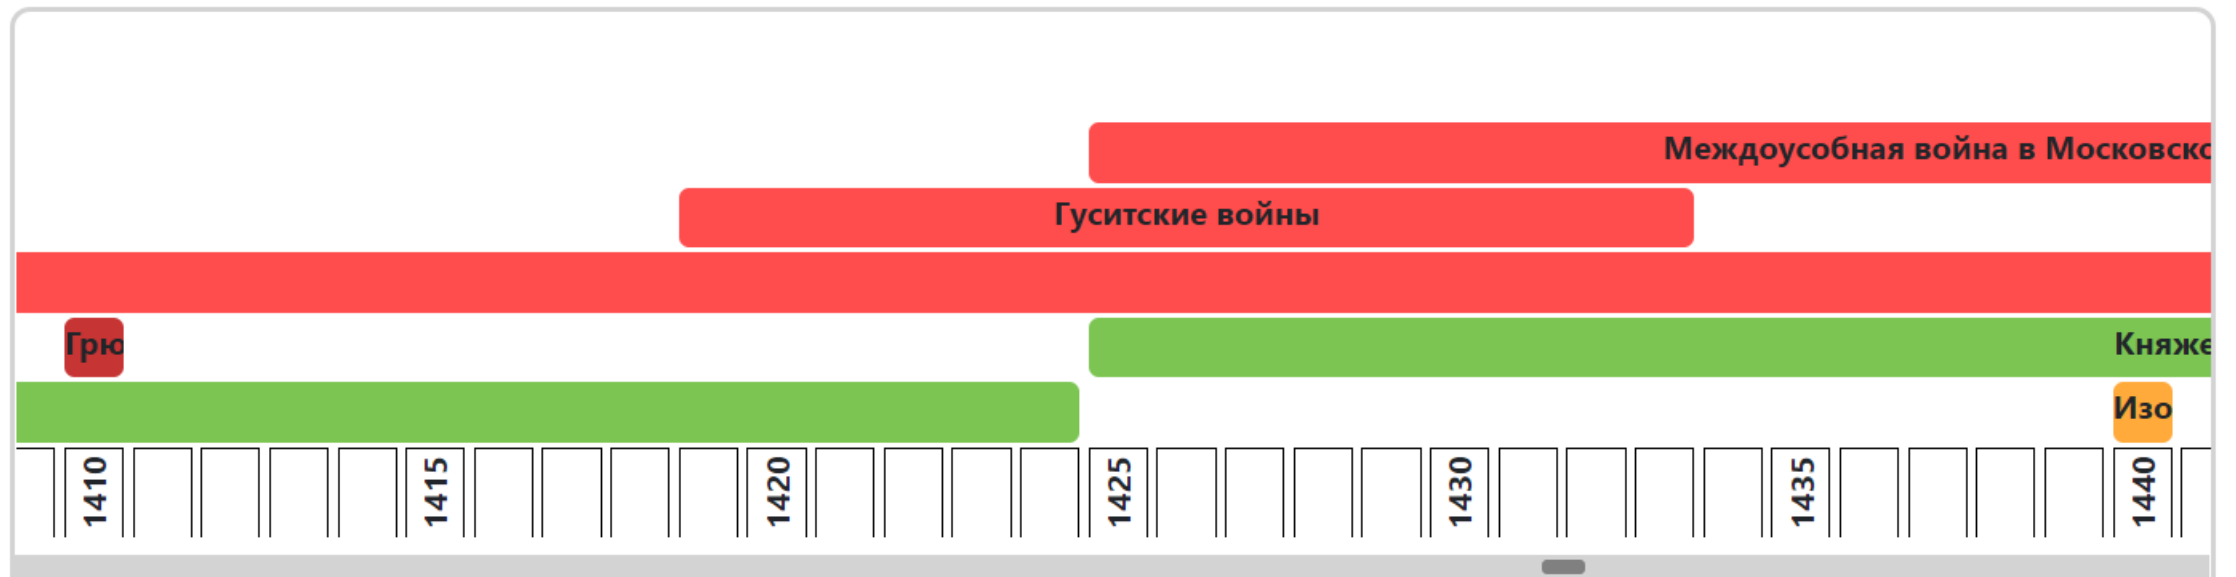 Междоусобная война в Московско
Гуситские войны
Грю
Княже
Изо
1410
1415
1420
1425
1430
1435
1440